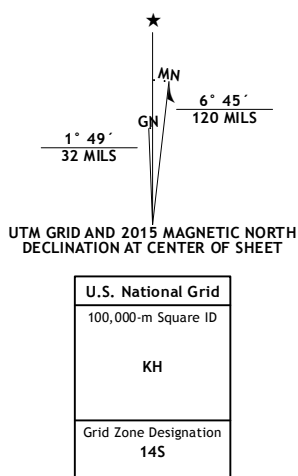 ★
MN
GN
6° 45´
120 MILS
1° 49´
32 MILS
UTM GRID AND 2015 MAGNETIC NORTH
DECLINATION AT CENTER OF SHEET
U.S. National Grid
100,000-m Square ID
KH
Grid Zone Designation
14S